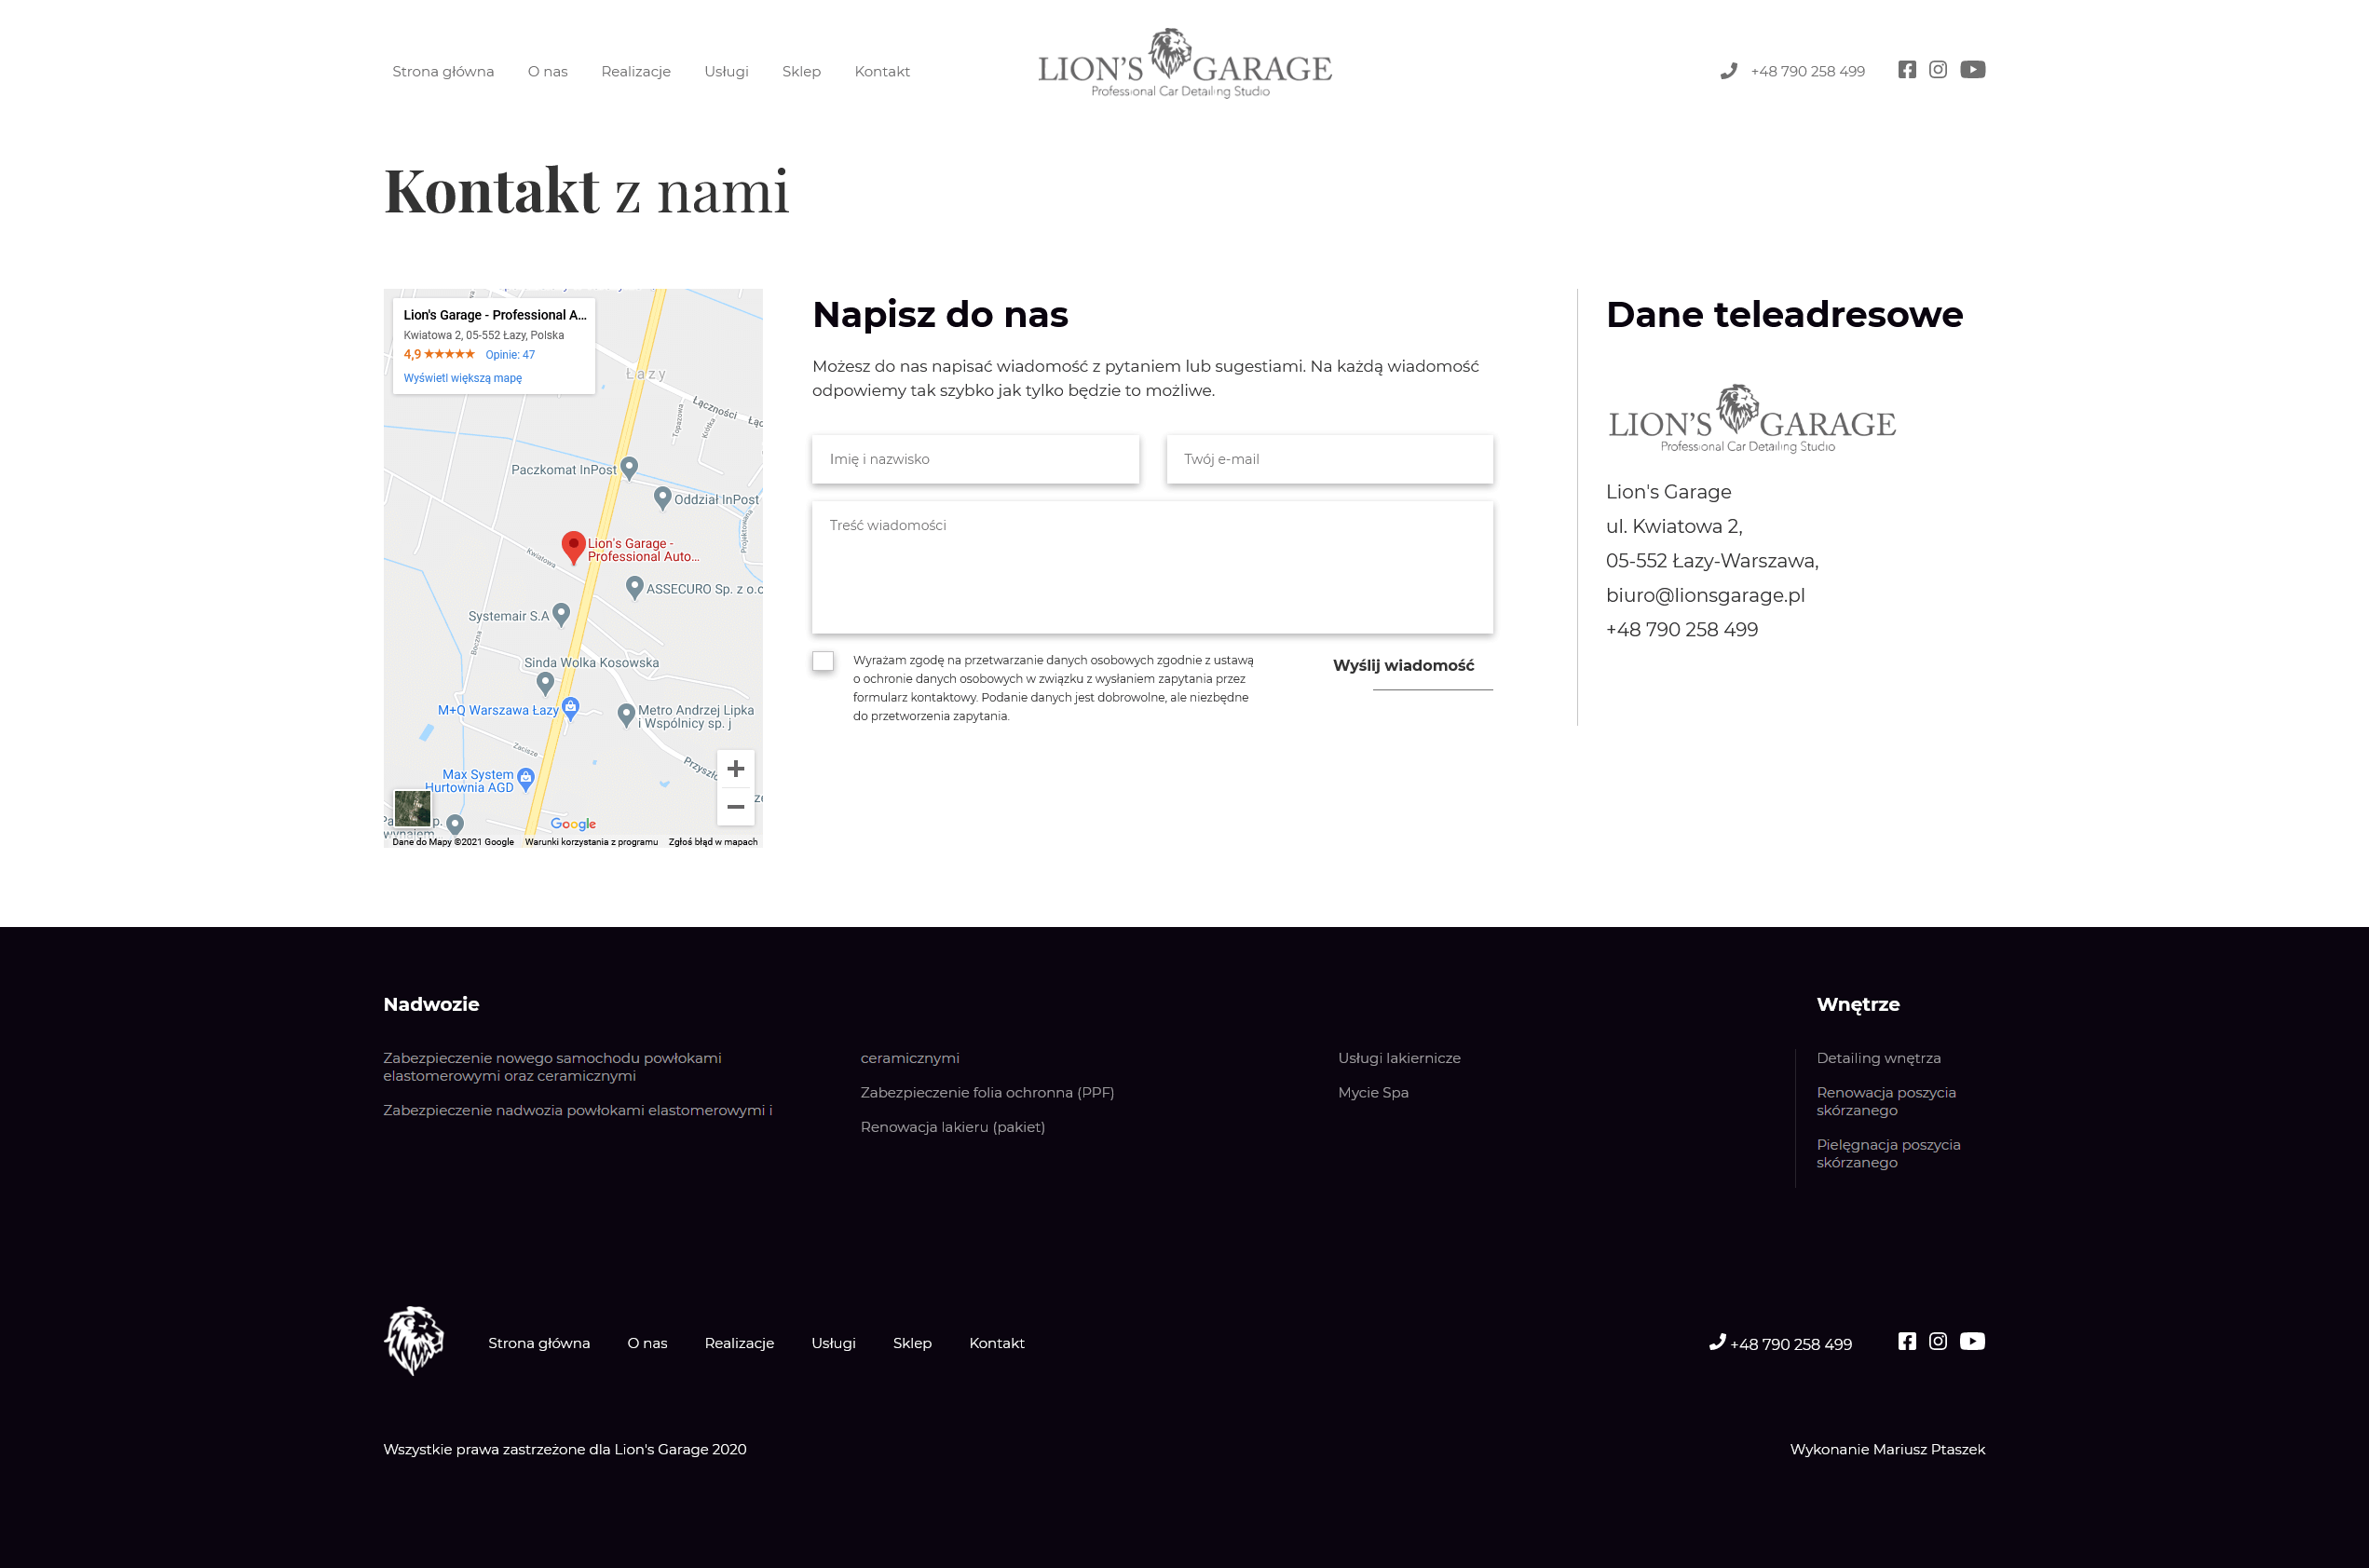 Strona główna O nas Realizacje Usługi Sklep Kontakt
LION'S GARAGE
Professional Car Detailing Studio
+48 790 258 499
Kontakt z nami
Lion's Garage - Professional A...
Kwiatowa 2, 05-552 Łazy, Polska
4,9 ★★★★★ Opinie: 47
Wyświetl większą mapę
Łazy
Łączności
Topazowa
Krótka
Paczkomat InPost
Oddział InPost
Projektowana
Lion's Garage -
Professional Auto...
Kwiatowa
ASSECURO Sp. z o.c
Systemair S.A
Boczna
Sinda Wolka Kosowska
M+Q Warszawa Łazy
Metro Andrzej Lipka
i Wspólnicy sp. j
Zacisze
Max System
Hurtownia AGD
Google
Dane do Mapy ©2021 Google Warunki korzystania z programu Zgłoś błąd w mapach
Napisz do nas
Możesz do nas napisać wiadomość z pytaniem lub sugestiami. Na każdą wiadomość
odpowiemy tak szybko jak tylko będzie to możliwe.
Imię i nazwisko Twój e-mail
Treść wiadomości
Wyrażam zgodę na przetwarzanie danych osobowych zgodnie z ustawą
o ochronie danych osobowych w związku z wysłaniem zapytania przez
formularz kontaktowy. Podanie danych jest dobrowolne, ale niezbędne
do przetworzenia zapytania.
Wyślij wiadomość
Dane teleadresowe
LION'S GARAGE
Professional Car Detailing Studio
Lion's Garage
ul. Kwiatowa 2,
05-552 Łazy-Warszawa,
biuro@lionsgarage.pl
+48 790 258 499
Nadwozie
Zabezpieczenie nowego samochodu powłokami
elastomerowymi oraz ceramicznymi
Zabezpieczenie nadwozia powłokami elastomerowymi i
ceramicznymi
Zabezpieczenie folia ochronna (PPF)
Renowacja lakieru (pakiet)
Usługi lakiernicze
Mycie Spa
Wnętrze
Detailing wnętrza
Renowacja poszycia
skórzanego
Pielęgnacja poszycia
skórzanego
Strona główna O nas Realizacje Usługi Sklep Kontakt
+48 790 258 499
Wszystkie prawa zastrzeżone dla Lion's Garage 2020
Wykonanie Mariusz Ptaszek